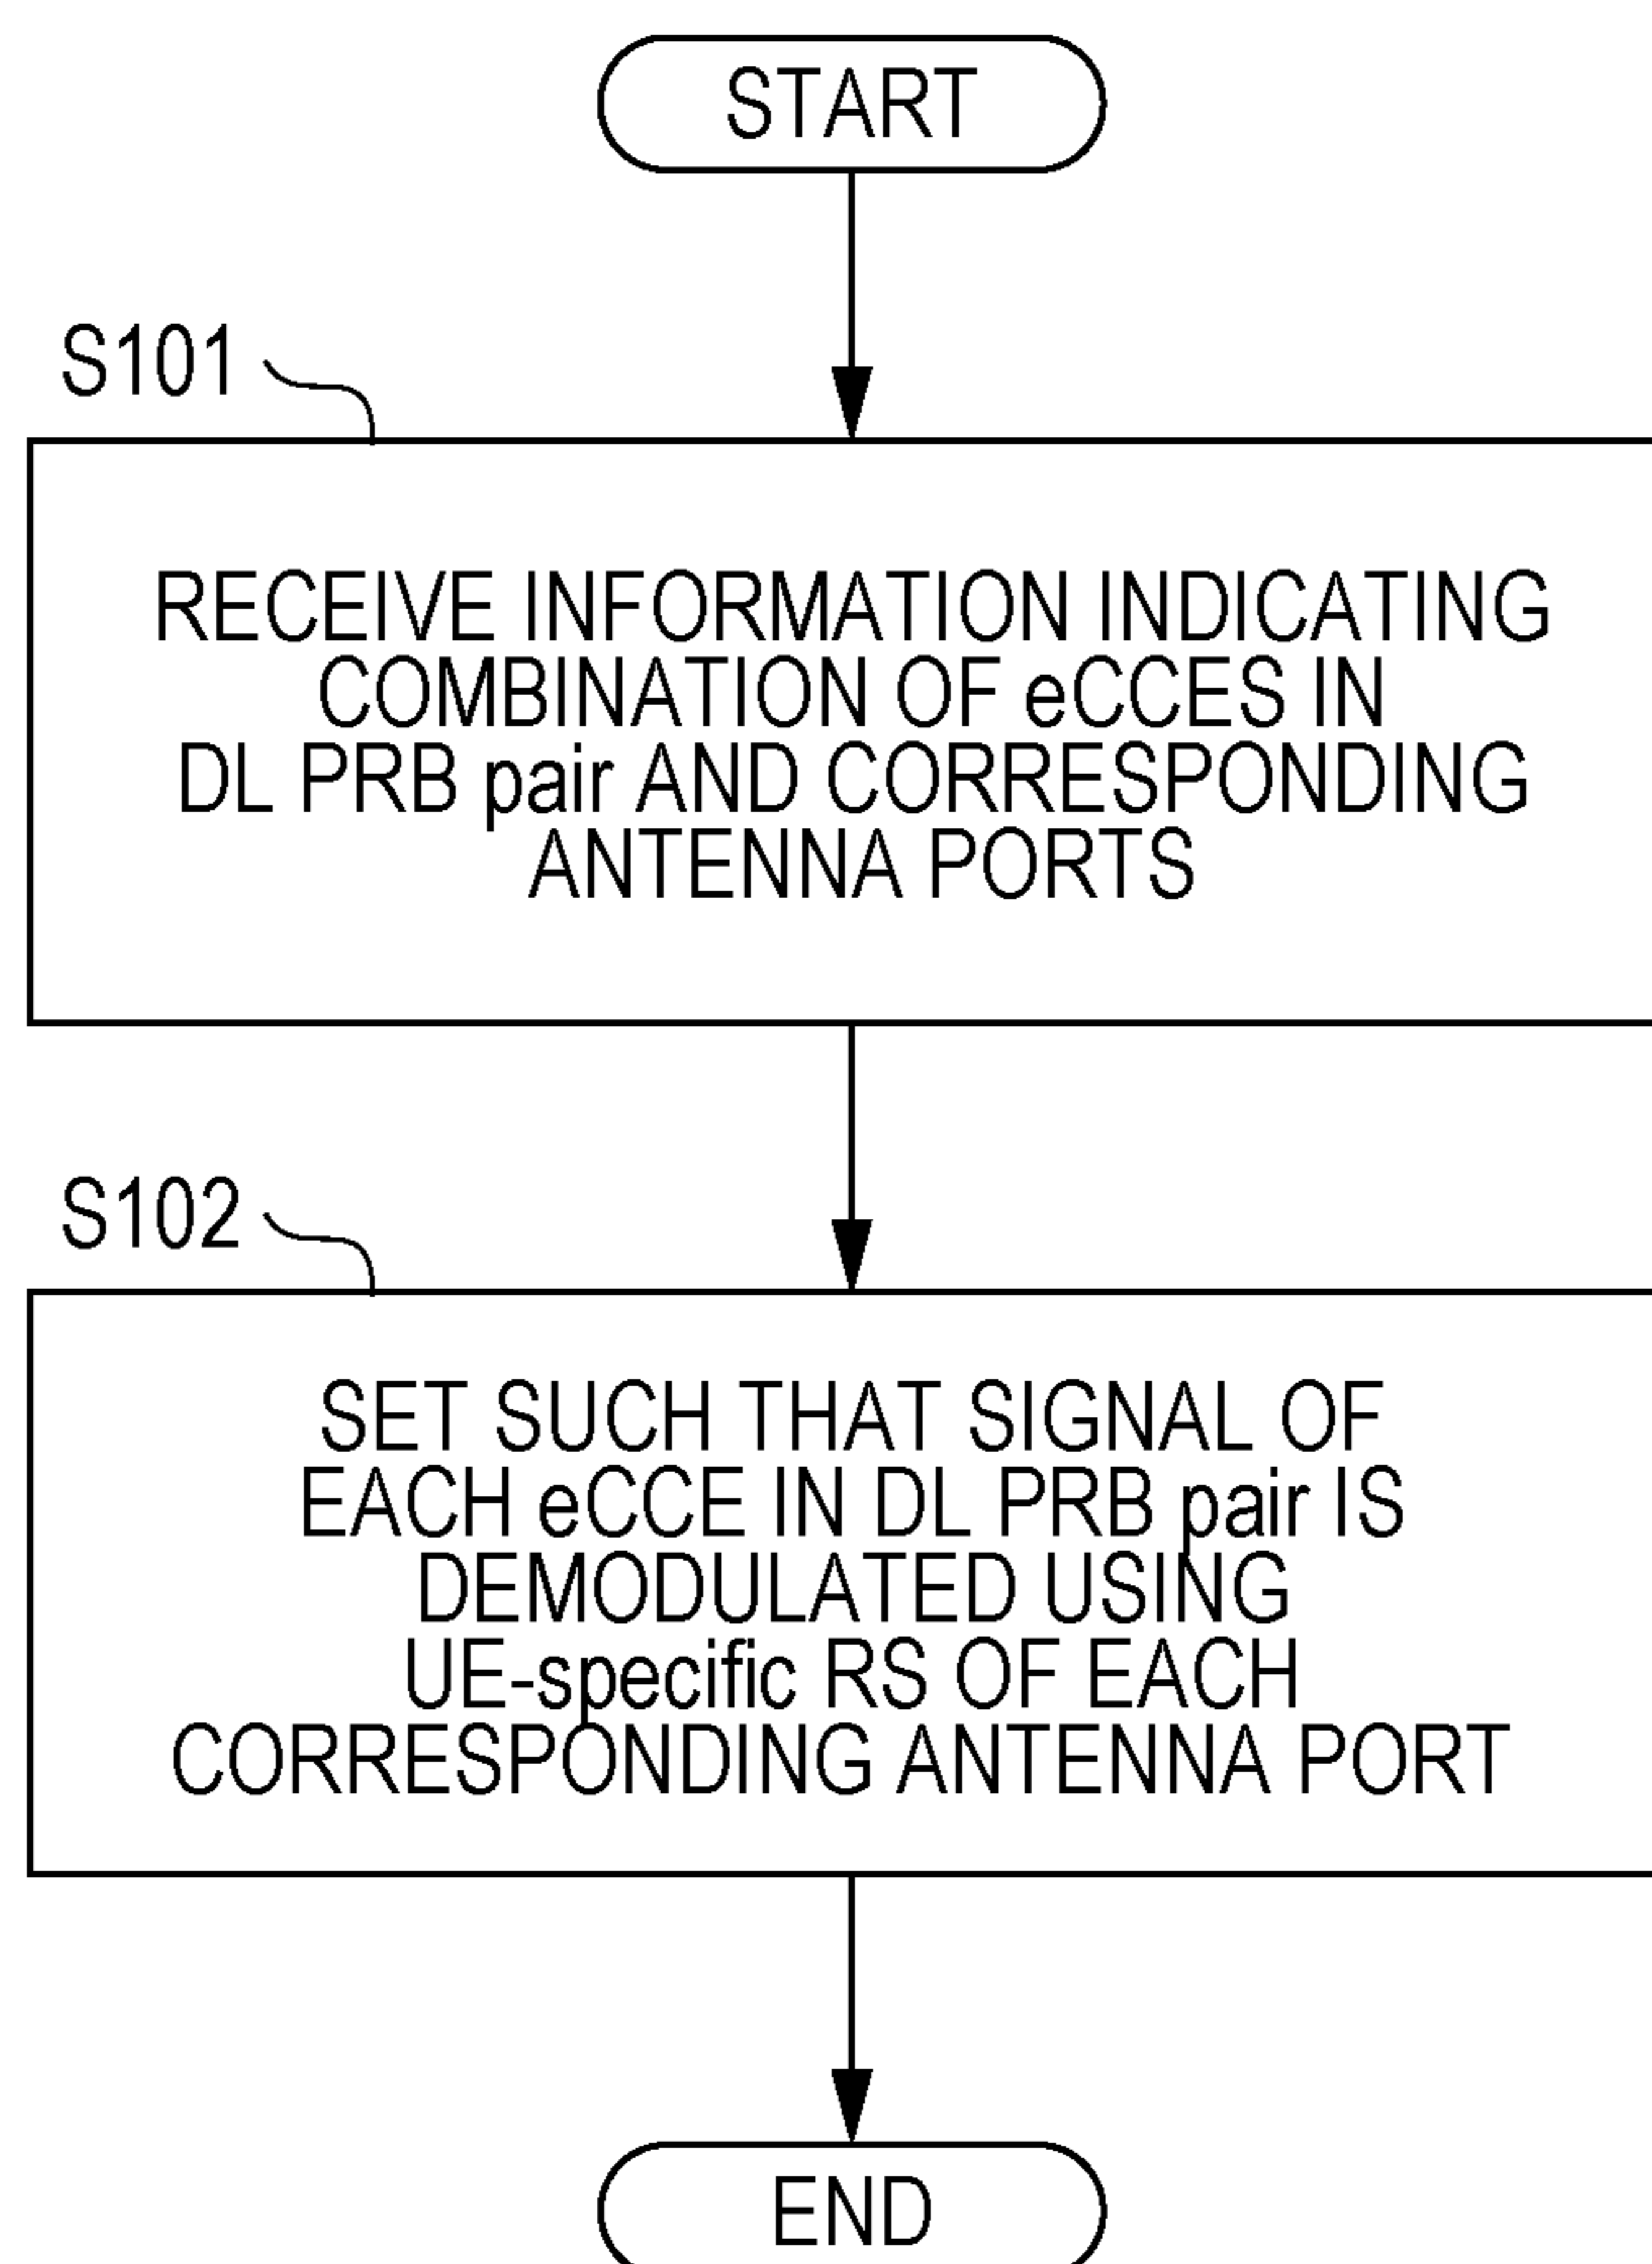 START
S101
RECEIVE INFORMATION INDICATING
COMBINATION OF eCCES IN
DL PRB pair AND CORRESPONDING
ANTENNA PORTS
S102
SET SUCH THAT SIGNAL OF
EACH eCCE IN DL PRB pair IS
DEMODULATED USING
UE-specific RS OF EACH
CORRESPONDING ANTENNA PORT
END